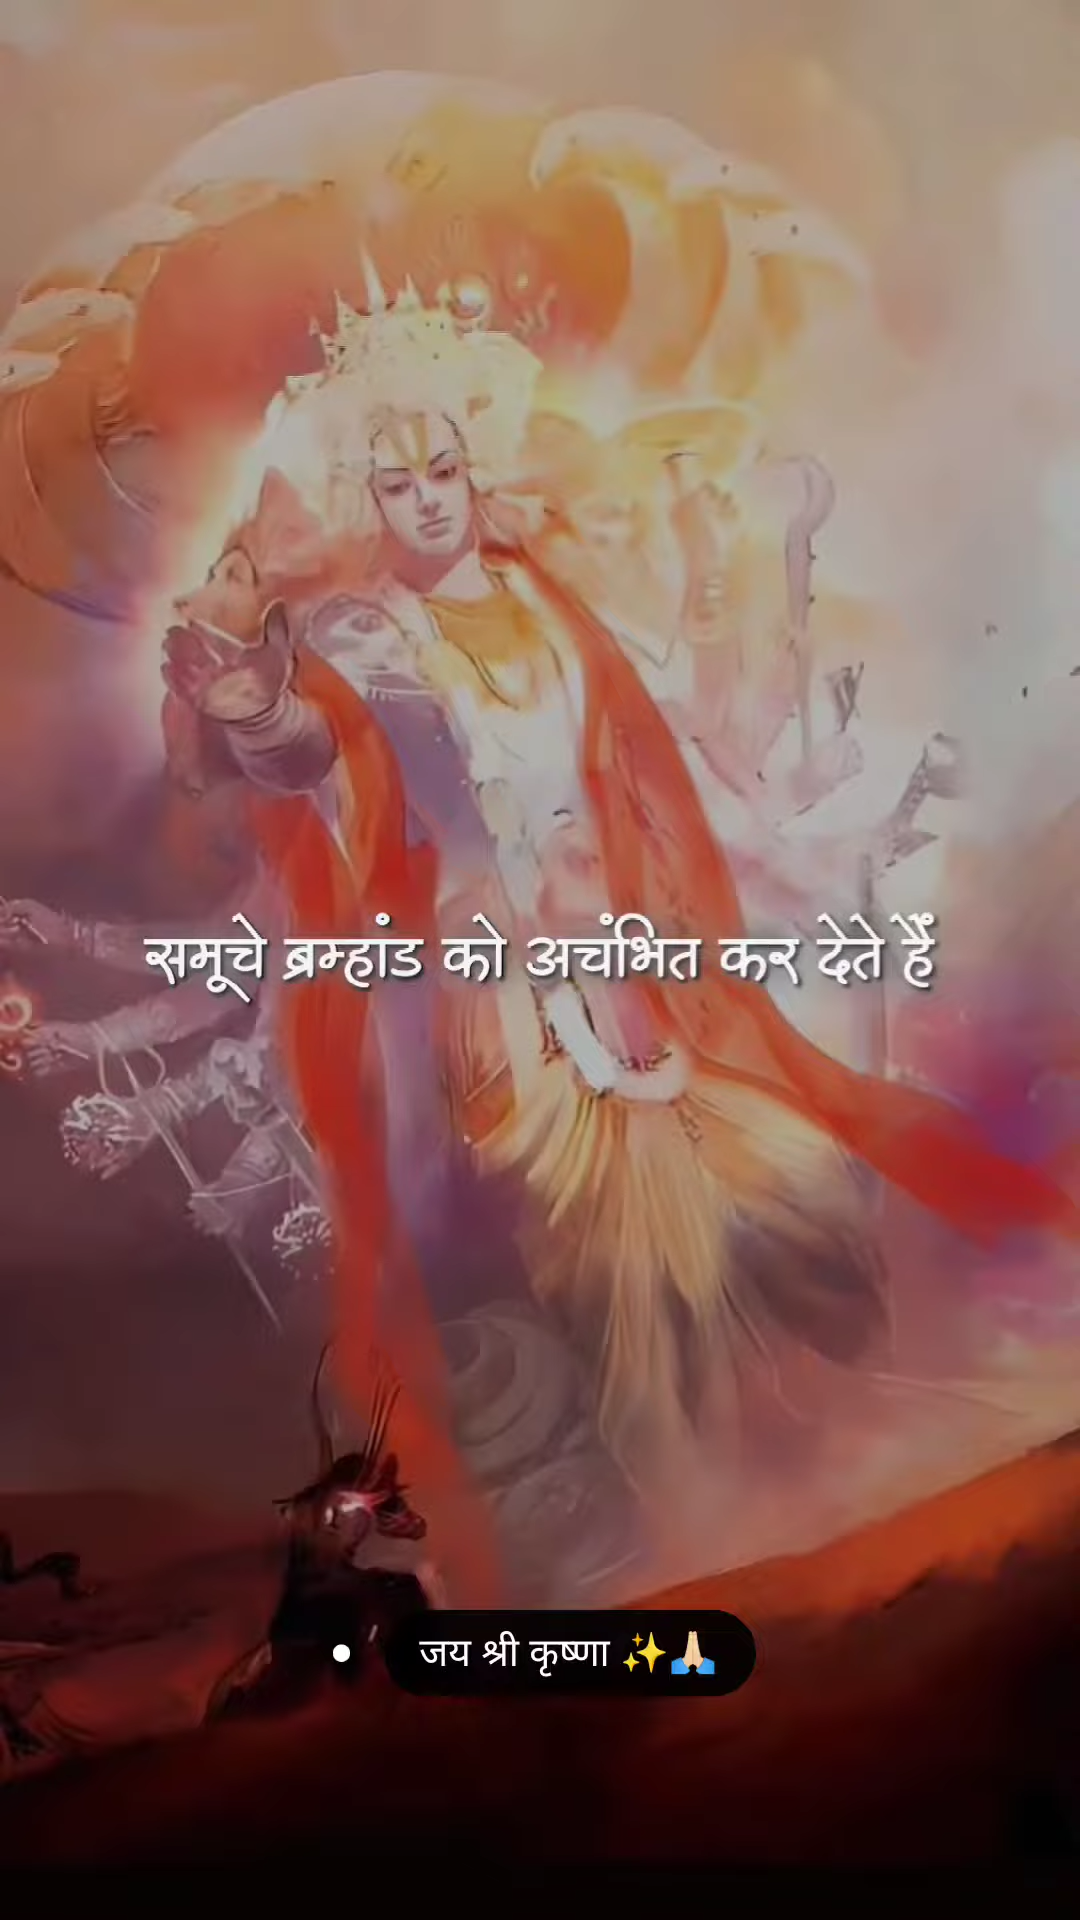 समूचे ब्रम्हांड को अचंभित कर देते हैं
जय श्री कृष्णा ✨🙏🏻